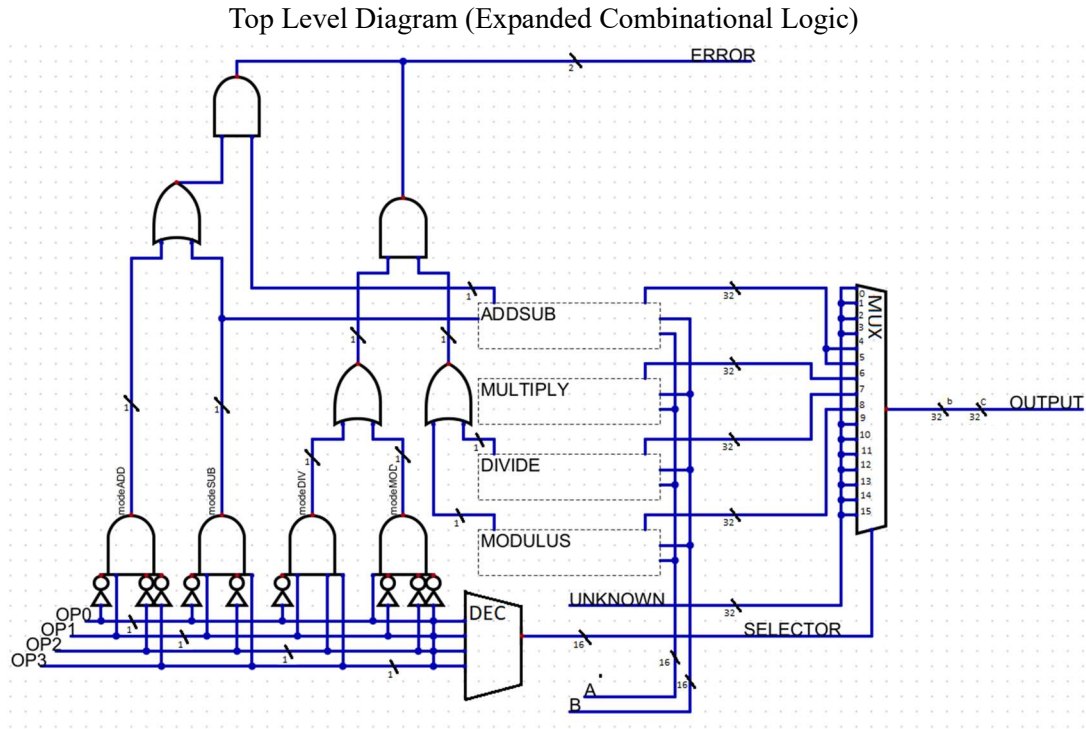 Top Level Diagram (Expanded Combinational Logic)
ERROR
2
1
ADDSUB
32
0
1
2
3
4
5
6
7
8
9
10
11
12
13
14
15
MUX
1
1
MULTIPLY
32
b
32
c
32
OUTPUT
1
1
1
1
1
DIVIDE
32
modeADD
modeSUB
modeDIV
modeMOD
1
MODULUS
32
UNKNOWN
32
DEC
OP0
1
OP1
1
OP2
1
OP3
1
16
SELECTOR
16
16
A
B